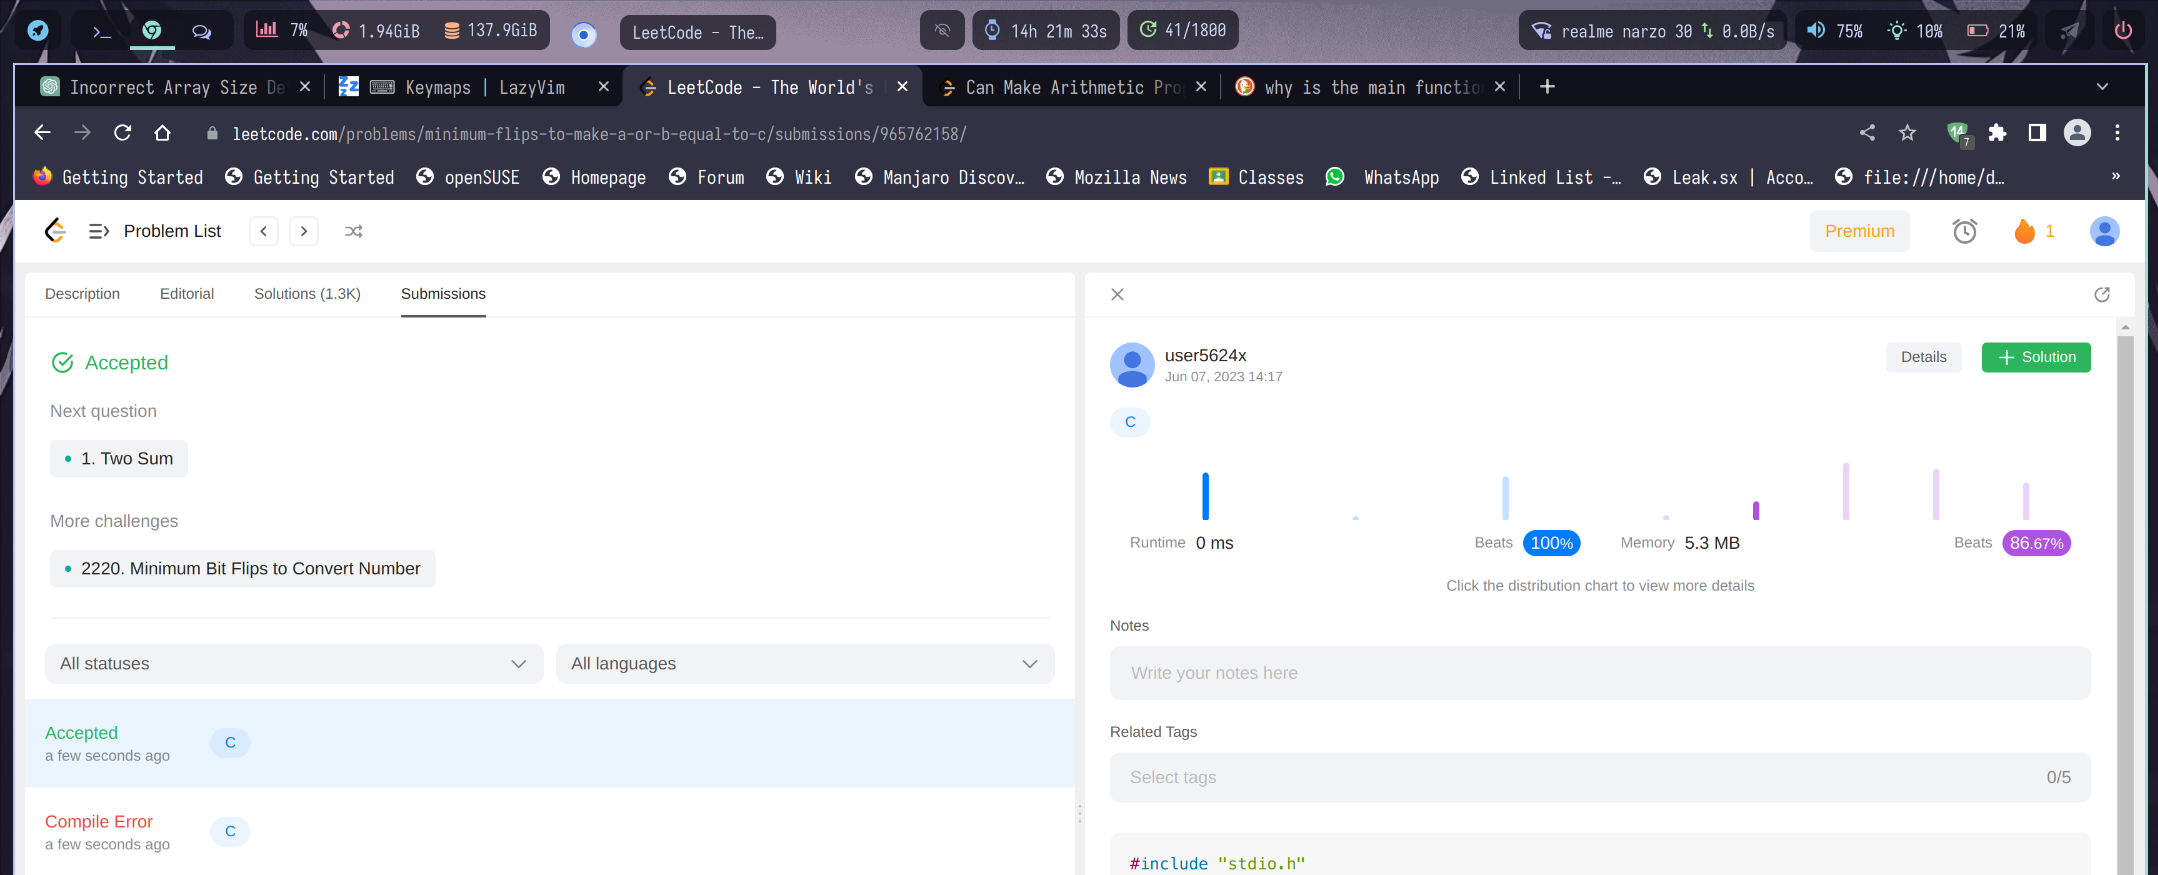 7% 1.94GiB 137.9GiB LeetCode - The… 14h 21m 33s 41/1800 realme narzo 30 0.0B/s 75% 10% 21%
Incorrect Array Size De Keymaps | LazyVim LeetCode - The World's Can Make Arithmetic Pro why is the main function
leetcode.com/problems/minimum-flips-to-make-a-or-b-equal-to-c/submissions/965762158/ 14 7
Getting Started Getting Started openSUSE Homepage Forum Wiki Manjaro Discov… Mozilla News Classes WhatsApp Linked List -… Leak.sx | Acco… file:///home/d… »
Problem List Premium 1
Description Editorial Solutions (1.3K) Submissions
Accepted
Next question
1. Two Sum
More challenges
2220. Minimum Bit Flips to Convert Number
All statuses All languages
Accepted C
a few seconds ago
Compile Error C
a few seconds ago
user5624x Details + Solution
Jun 07, 2023 14:17
C
Runtime 0 ms Beats 100% Memory 5.3 MB Beats 86.67%
Click the distribution chart to view more details
Notes
Write your notes here
Related Tags
Select tags 0/5
#include "stdio.h"